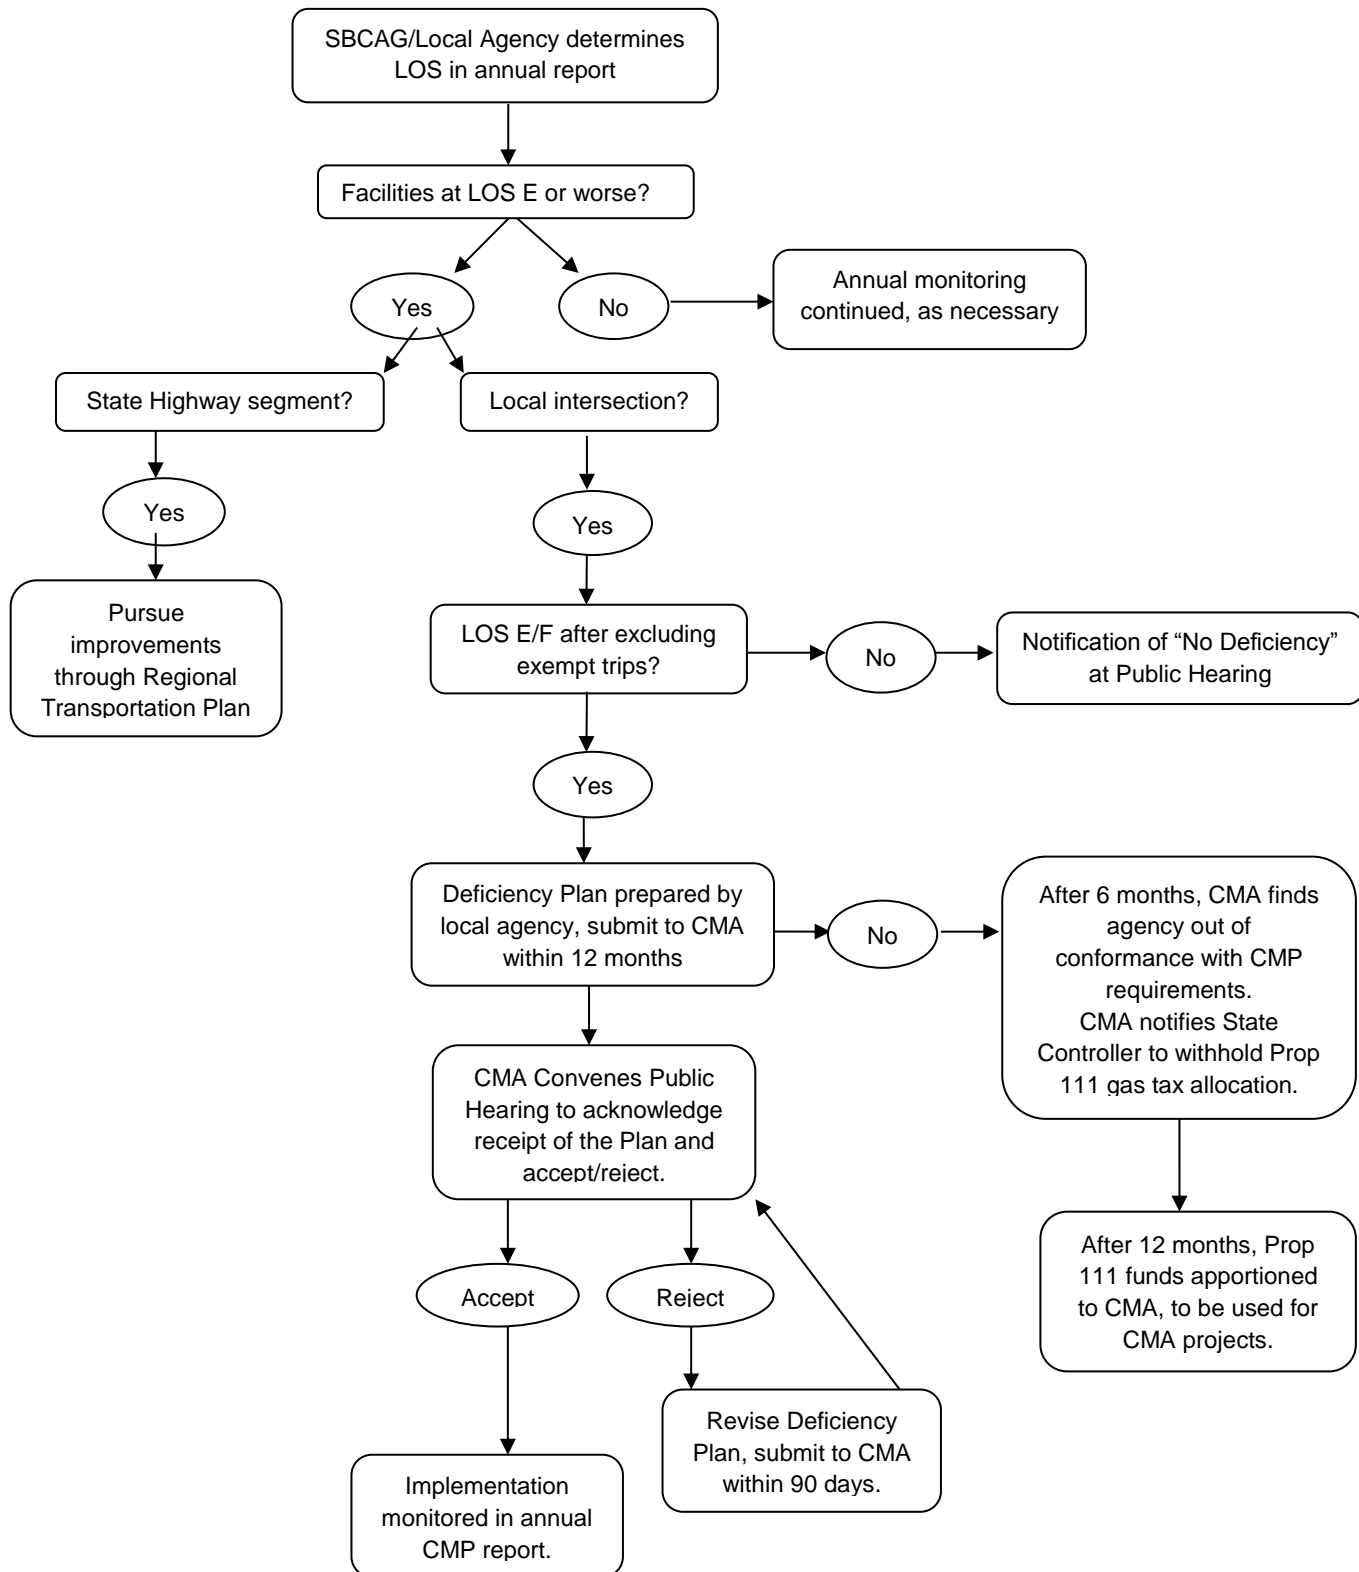 SBCAG/Local Agency determines
LOS in annual report
Facilities at LOS E or worse?
Yes
No
Annual monitoring
continued, as necessary
State Highway segment?
Local intersection?
Yes
Yes
Pursue
improvements
through Regional
Transportation Plan
LOS E/F after excluding
exempt trips?
No
Notification of “No Deficiency”
at Public Hearing
Yes
Deficiency Plan prepared by
local agency, submit to CMA
within 12 months
No
After 6 months, CMA finds
agency out of
conformance with CMP
requirements.
CMA notifies State
Controller to withhold Prop
111 gas tax allocation.
CMA Convenes Public
Hearing to acknowledge
receipt of the Plan and
accept/reject.
After 12 months, Prop
111 funds apportioned
to CMA, to be used for
CMA projects.
Accept
Reject
Revise Deficiency
Plan, submit to CMA
within 90 days.
Implementation
monitored in annual
CMP report.